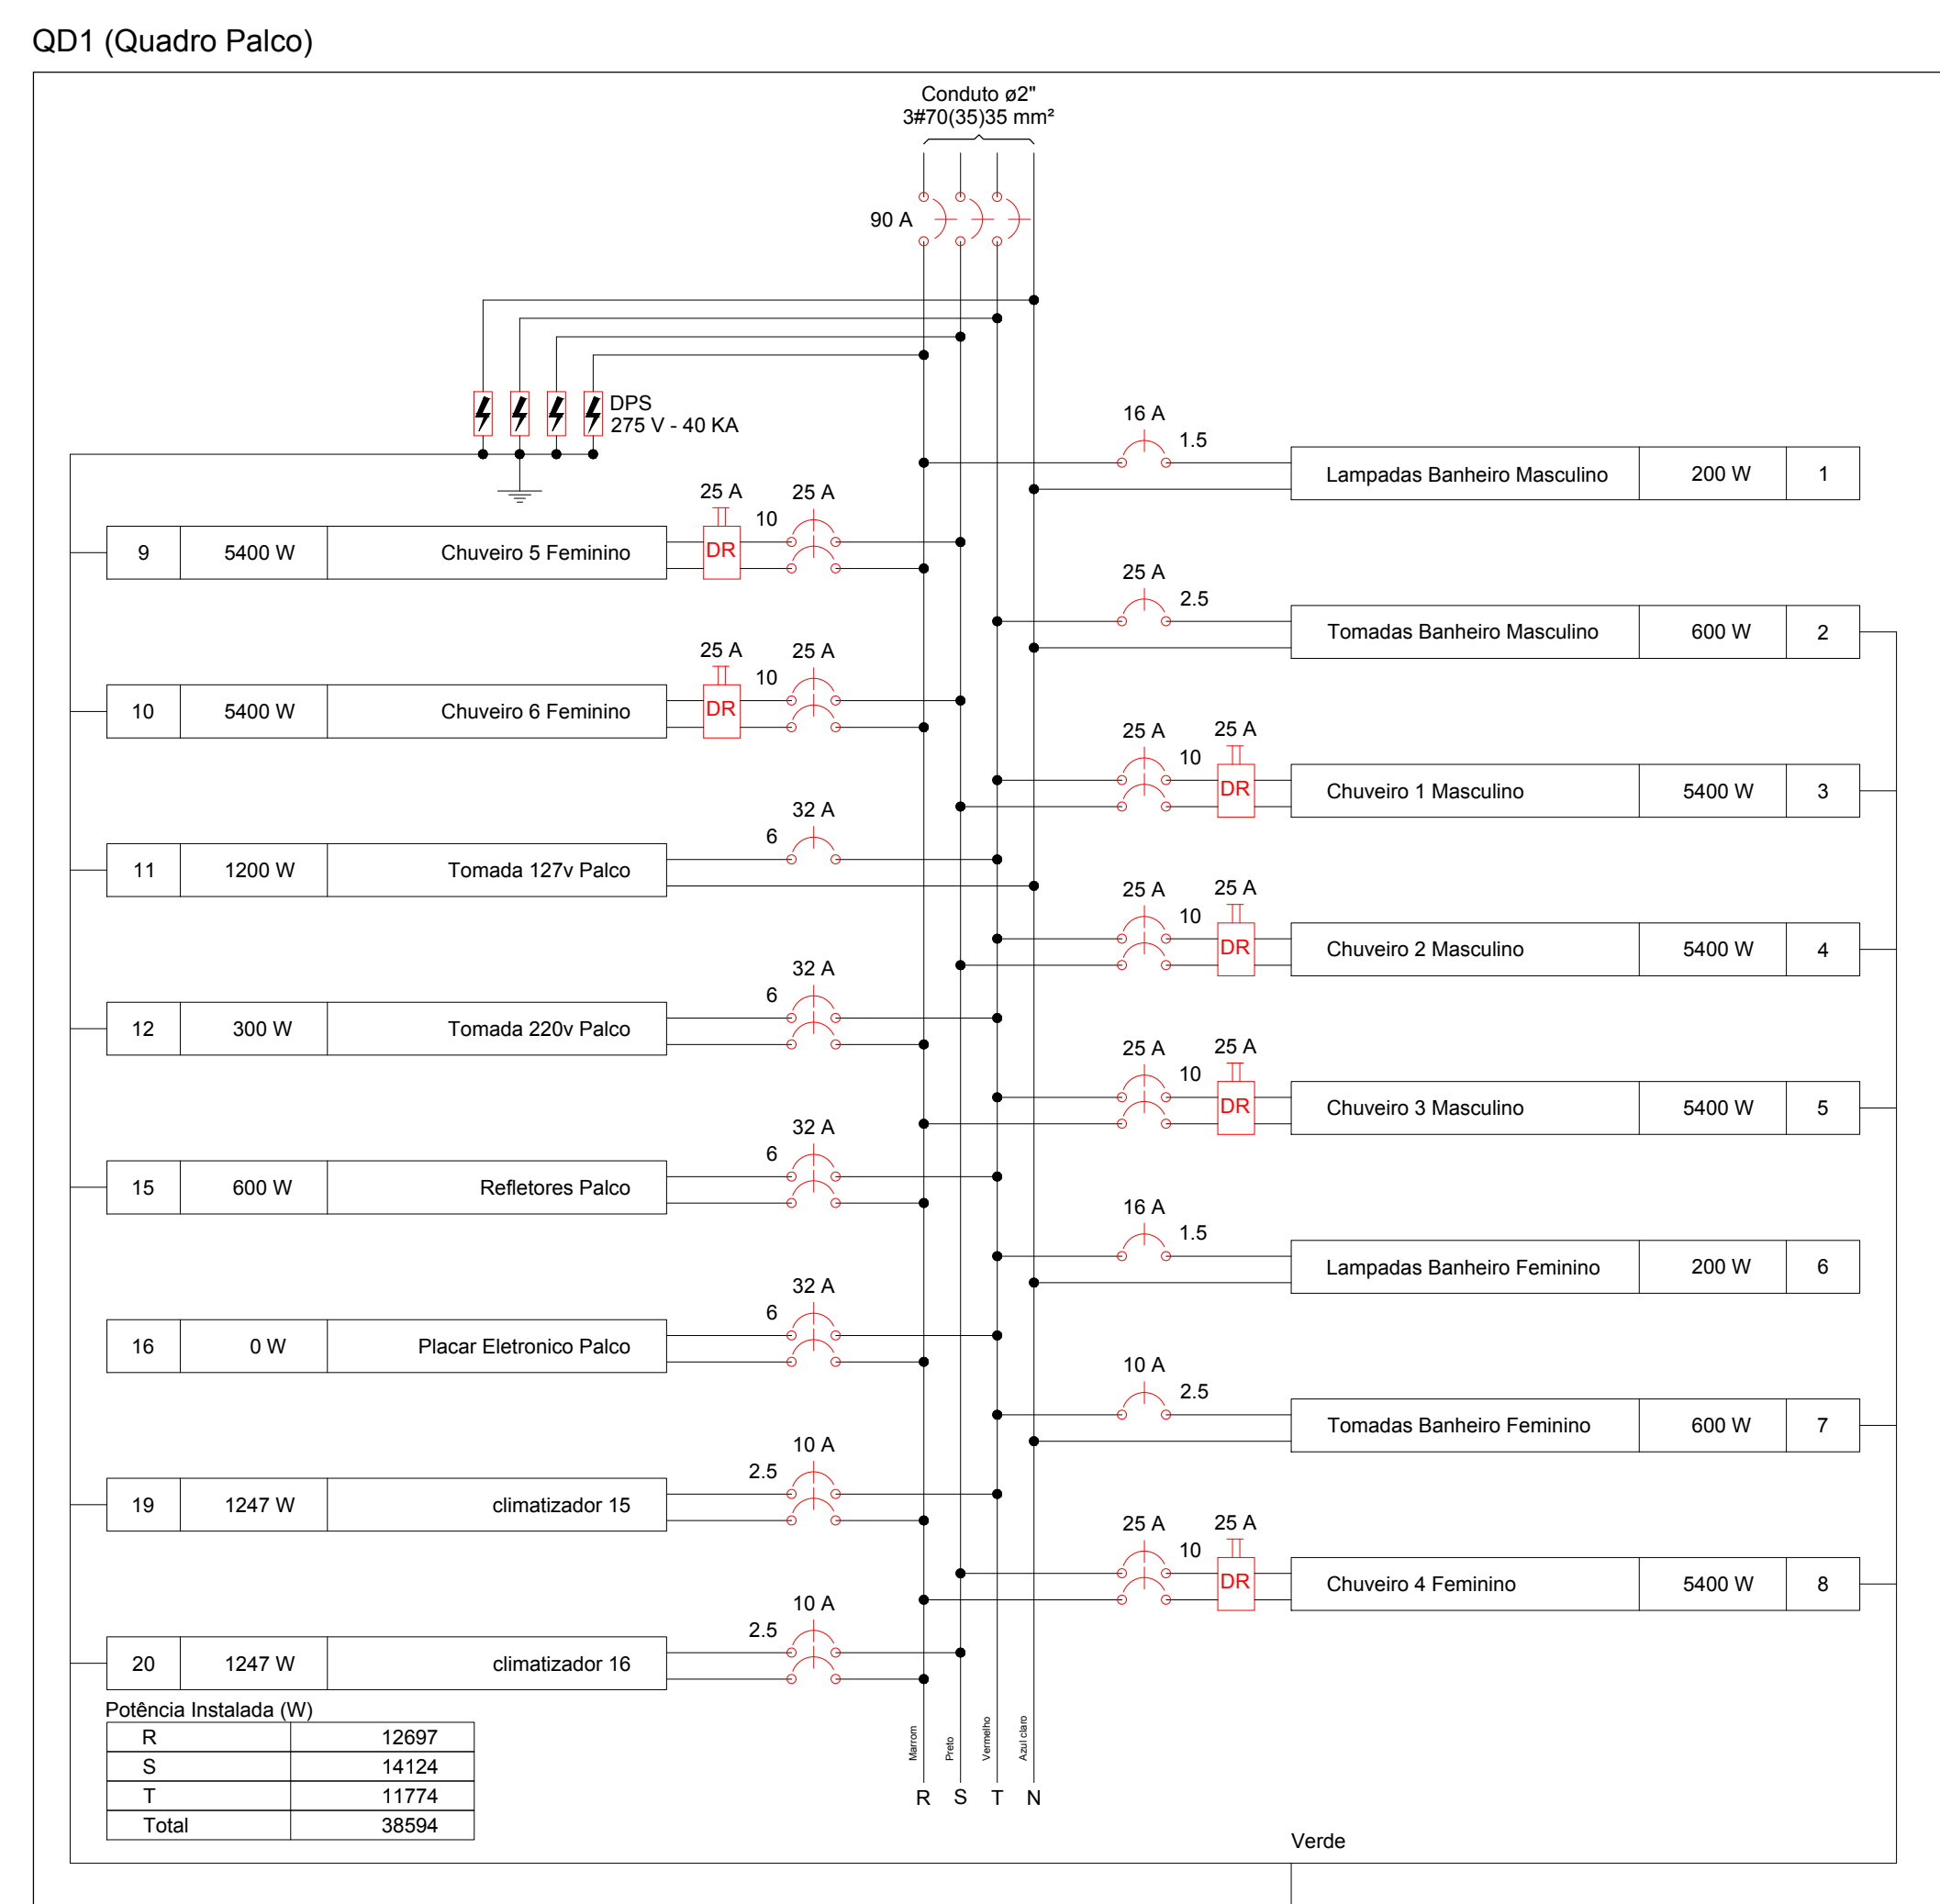 QD1 (Quadro Palco)
Conduto ø2"
3#70(35)35 mm²
90 A
DPS
275 V - 40 KA
16 A
1.5
Lampadas Banheiro Masculino 200 W 1
25 A 25 A
10
9 5400 W Chuveiro 5 Feminino DR
25 A
2.5
Tomadas Banheiro Masculino 600 W 2
25 A 25 A
10
10 5400 W Chuveiro 6 Feminino DR
25 A 25 A
10
DR Chuveiro 1 Masculino 5400 W 3
32 A
6
11 1200 W Tomada 127v Palco
25 A 25 A
10
DR Chuveiro 2 Masculino 5400 W 4
32 A
6
12 300 W Tomada 220v Palco
25 A 25 A
10
DR Chuveiro 3 Masculino 5400 W 5
32 A
6
15 600 W Refletores Palco
16 A
1.5
Lampadas Banheiro Feminino 200 W 6
32 A
6
16 0 W Placar Eletronico Palco
10 A
2.5
Tomadas Banheiro Feminino 600 W 7
10 A
2.5
19 1247 W climatizador 15
25 A 25 A
10
DR Chuveiro 4 Feminino 5400 W 8
10 A
2.5
20 1247 W climatizador 16
Potência Instalada (W)
R 12697
S 14124
T 11774
Total 38594
Marrom
Preto
Vermelho
Azul claro
R S T N
Verde